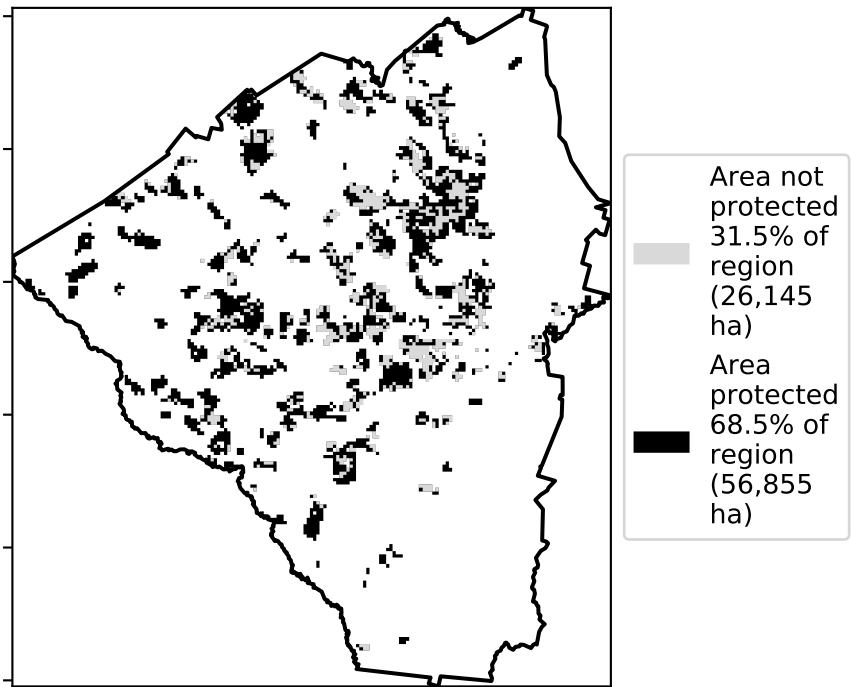 Area not
protected
31.5% of
region
(26,145
ha)
Area
protected
68.5% of
region
(56,855
ha)